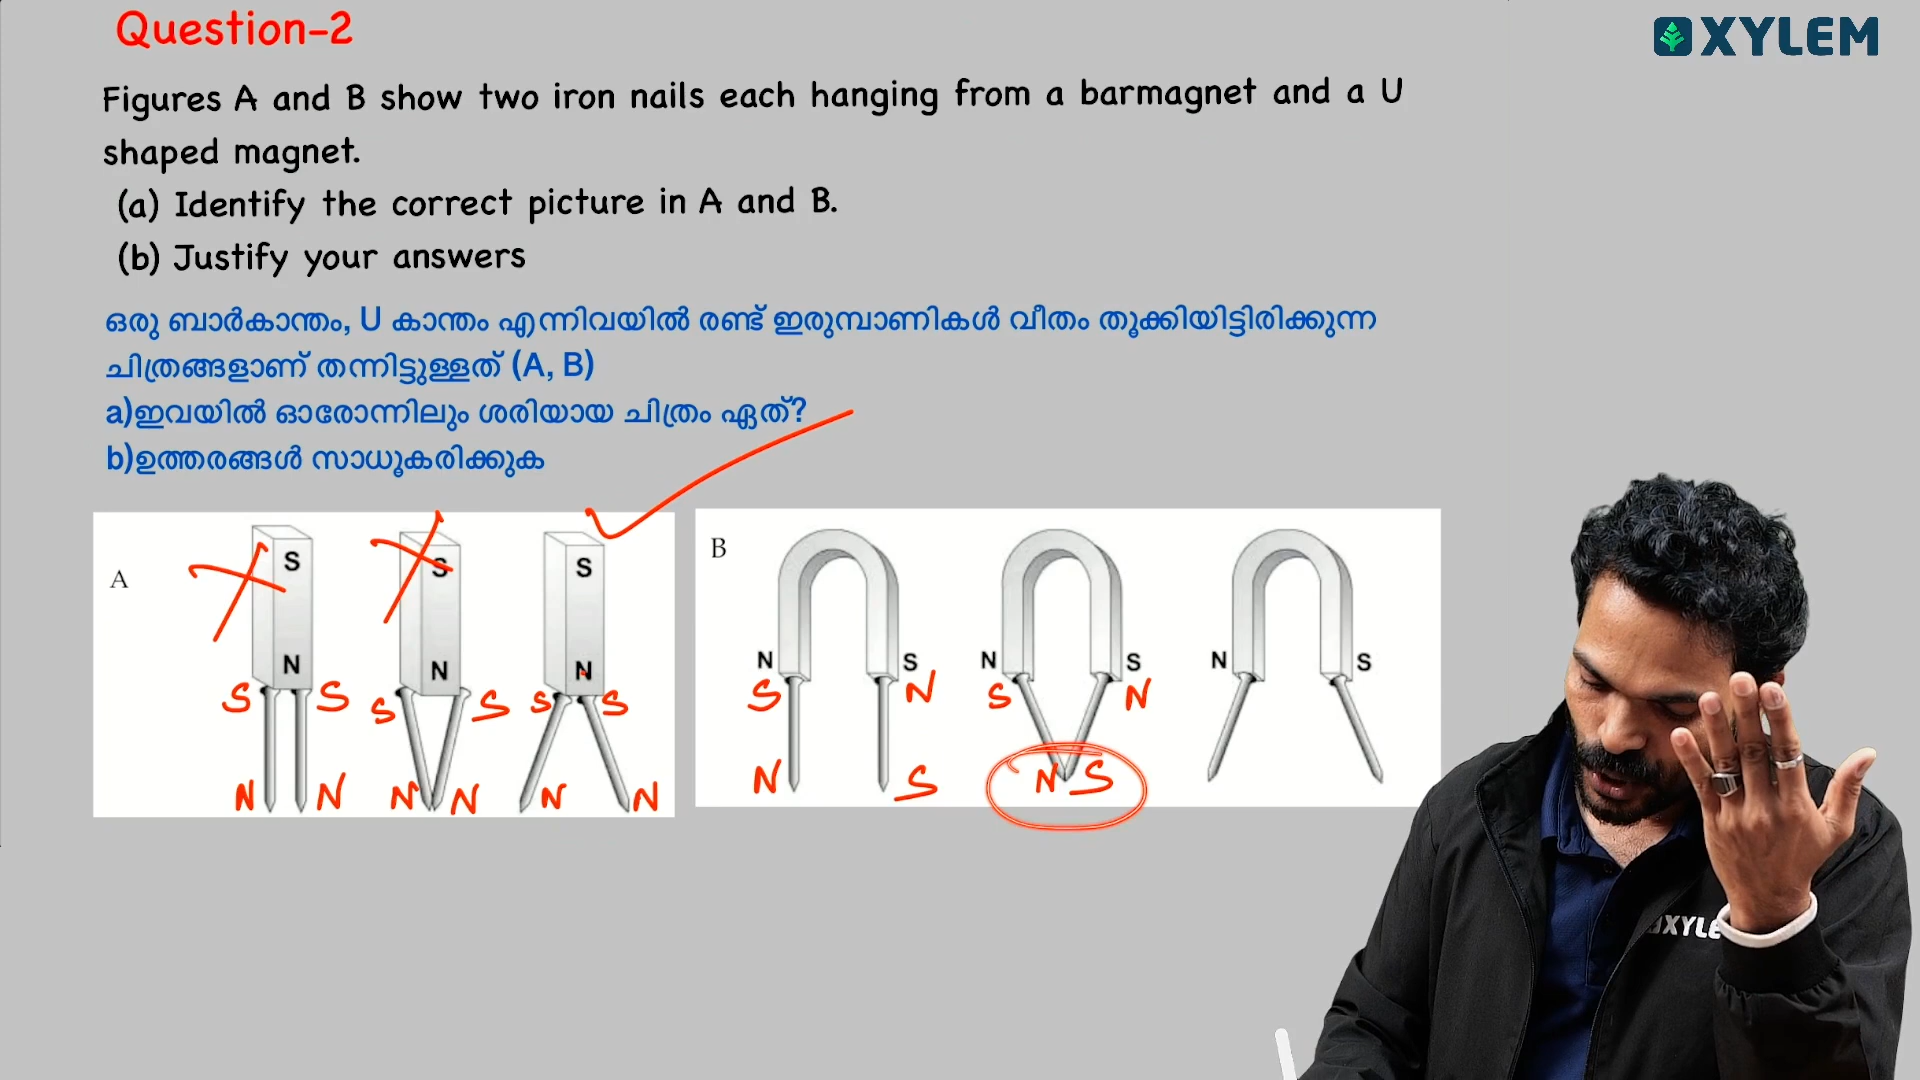 Question-2
XYLEM
Figures A and B show two iron nails each hanging from a barmagnet and a U
shaped magnet.
(a) Identify the correct picture in A and B.
(b) Justify your answers
ഒരു ബാർകാന്തം, U കാന്തം എന്നിവയിൽ രണ്ട് ഇരുമ്പാണികൾ വീതം തൂക്കിയിട്ടിരിക്കുന്ന
ചിത്രങ്ങളാണ് തന്നിട്ടുള്ളത് (A, B)
a)ഇവയിൽ ഓരോന്നിലും ശരിയായ ചിത്രം ഏത്?
b)ഉത്തരങ്ങൾ സാധൂകരിക്കുക
A S S S
N N N
S S S S S S
N N N N N N
B
N S N S N S
S N S N
N S N S
XYLE